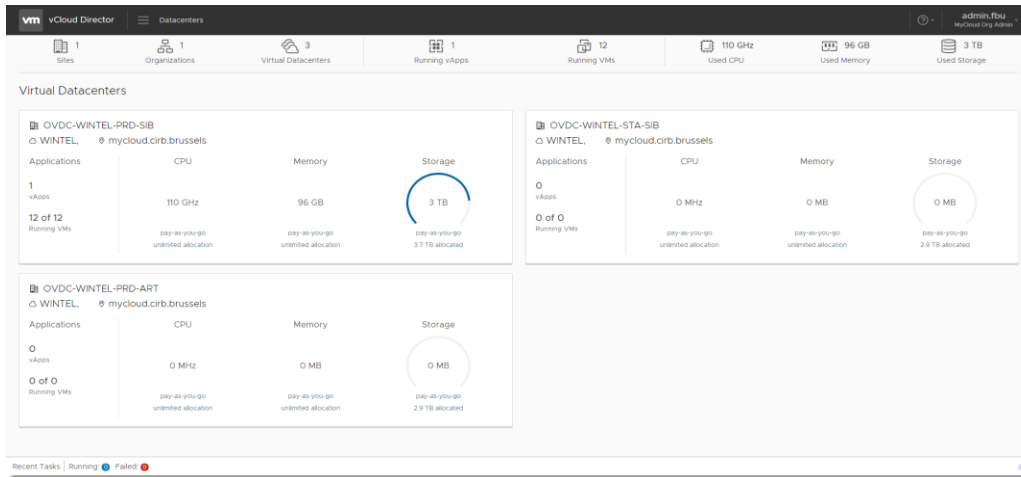 vm vCloud Director Datacenters admin.fbu
MyCloud Org Admin
1 1 3 1 12 110 GHz 96 GB 3 TB
Sites Organizations Virtual Datacenters Running vApps Running VMs Used CPU Used Memory Used Storage
Virtual Datacenters
OVDC-WINTEL-PRD-SIB
WINTEL, mycloud.cirb.brussels
Applications CPU Memory Storage
1
vApps
110 GHz 96 GB 3 TB
12 of 12
Running VMs
pay-as-you-go pay-as-you-go pay-as-you-go
unlimited allocation unlimited allocation 3.7 TB allocated
OVDC-WINTEL-STA-SIB
WINTEL, mycloud.cirb.brussels
Applications CPU Memory Storage
0
vApps
0 MHz 0 MB 0 MB
0 of 0
Running VMs
pay-as-you-go pay-as-you-go pay-as-you-go
unlimited allocation unlimited allocation 2.9 TB allocated
OVDC-WINTEL-PRD-ART
WINTEL, mycloud.cirb.brussels
Applications CPU Memory Storage
0
vApps
0 MHz 0 MB 0 MB
0 of 0
Running VMs
pay-as-you-go pay-as-you-go pay-as-you-go
unlimited allocation unlimited allocation 2.9 TB allocated
Recent Tasks Running: 0 Failed: 0